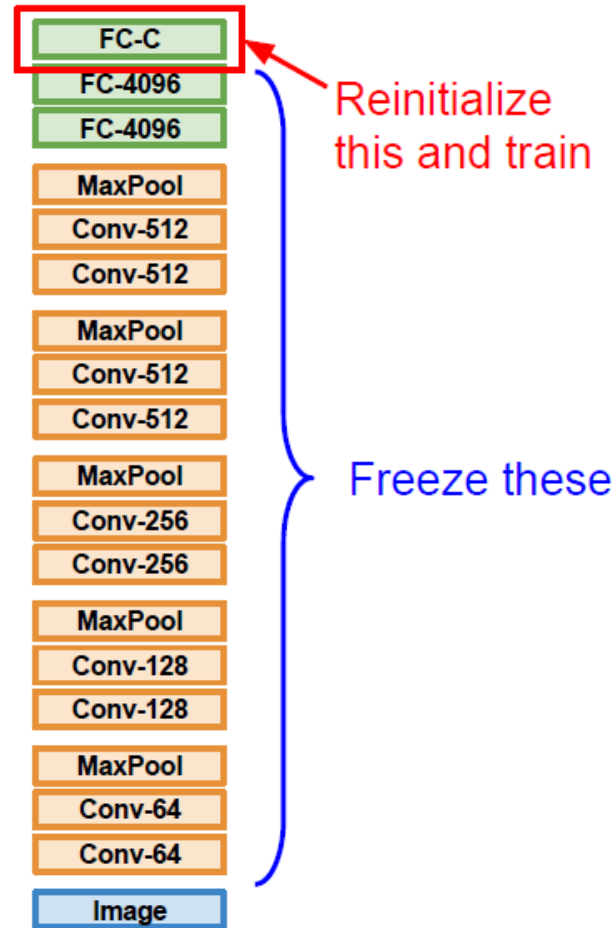 FC-C
FC-4096
FC-4096
Reinitialize
this and train
MaxPool
Conv-512
Conv-512
MaxPool
Conv-512
Conv-512
MaxPool
Conv-256
Conv-256
Freeze these
MaxPool
Conv-128
Conv-128
MaxPool
Conv-64
Conv-64
Image